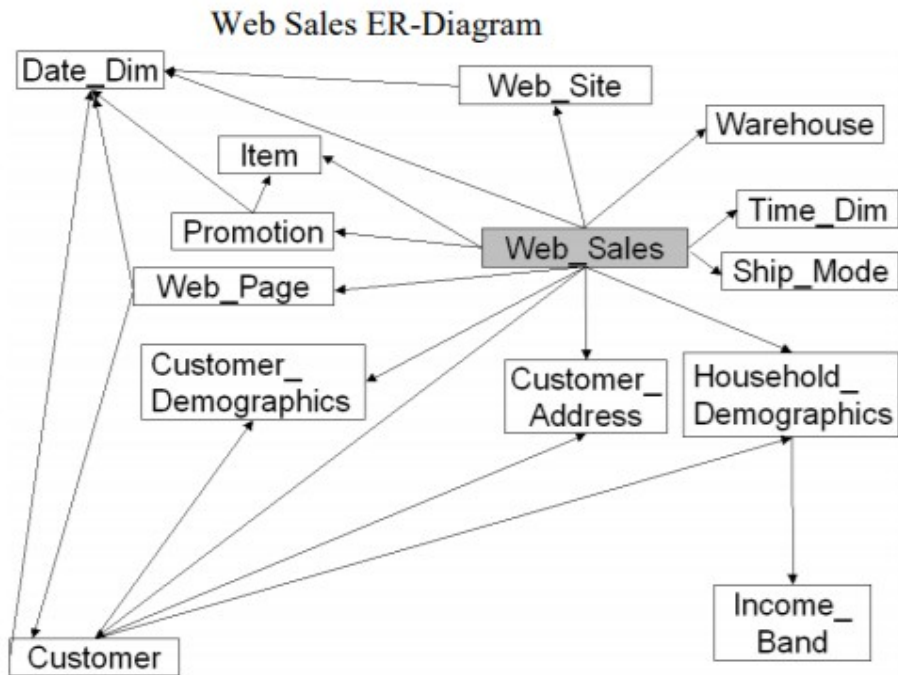 Web Sales ER-Diagram
Date_Dim
Web_Site
Warehouse
Item
Time_Dim
Promotion
Web_Sales
Ship_Mode
Web_Page
Customer_
Demographics
Customer_
Address
Household_
Demographics
Income_
Band
Customer